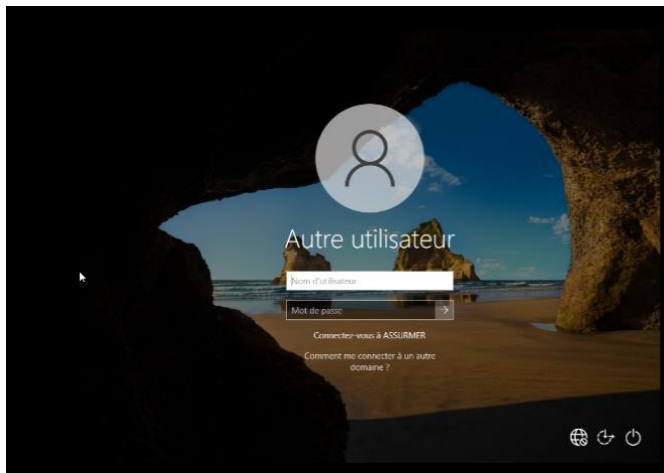 Autre utilisateur
Nom d'utilisateur
Mot de passe
Connectez-vous à ASSURMER
Comment me connecter à un autre
domaine ?